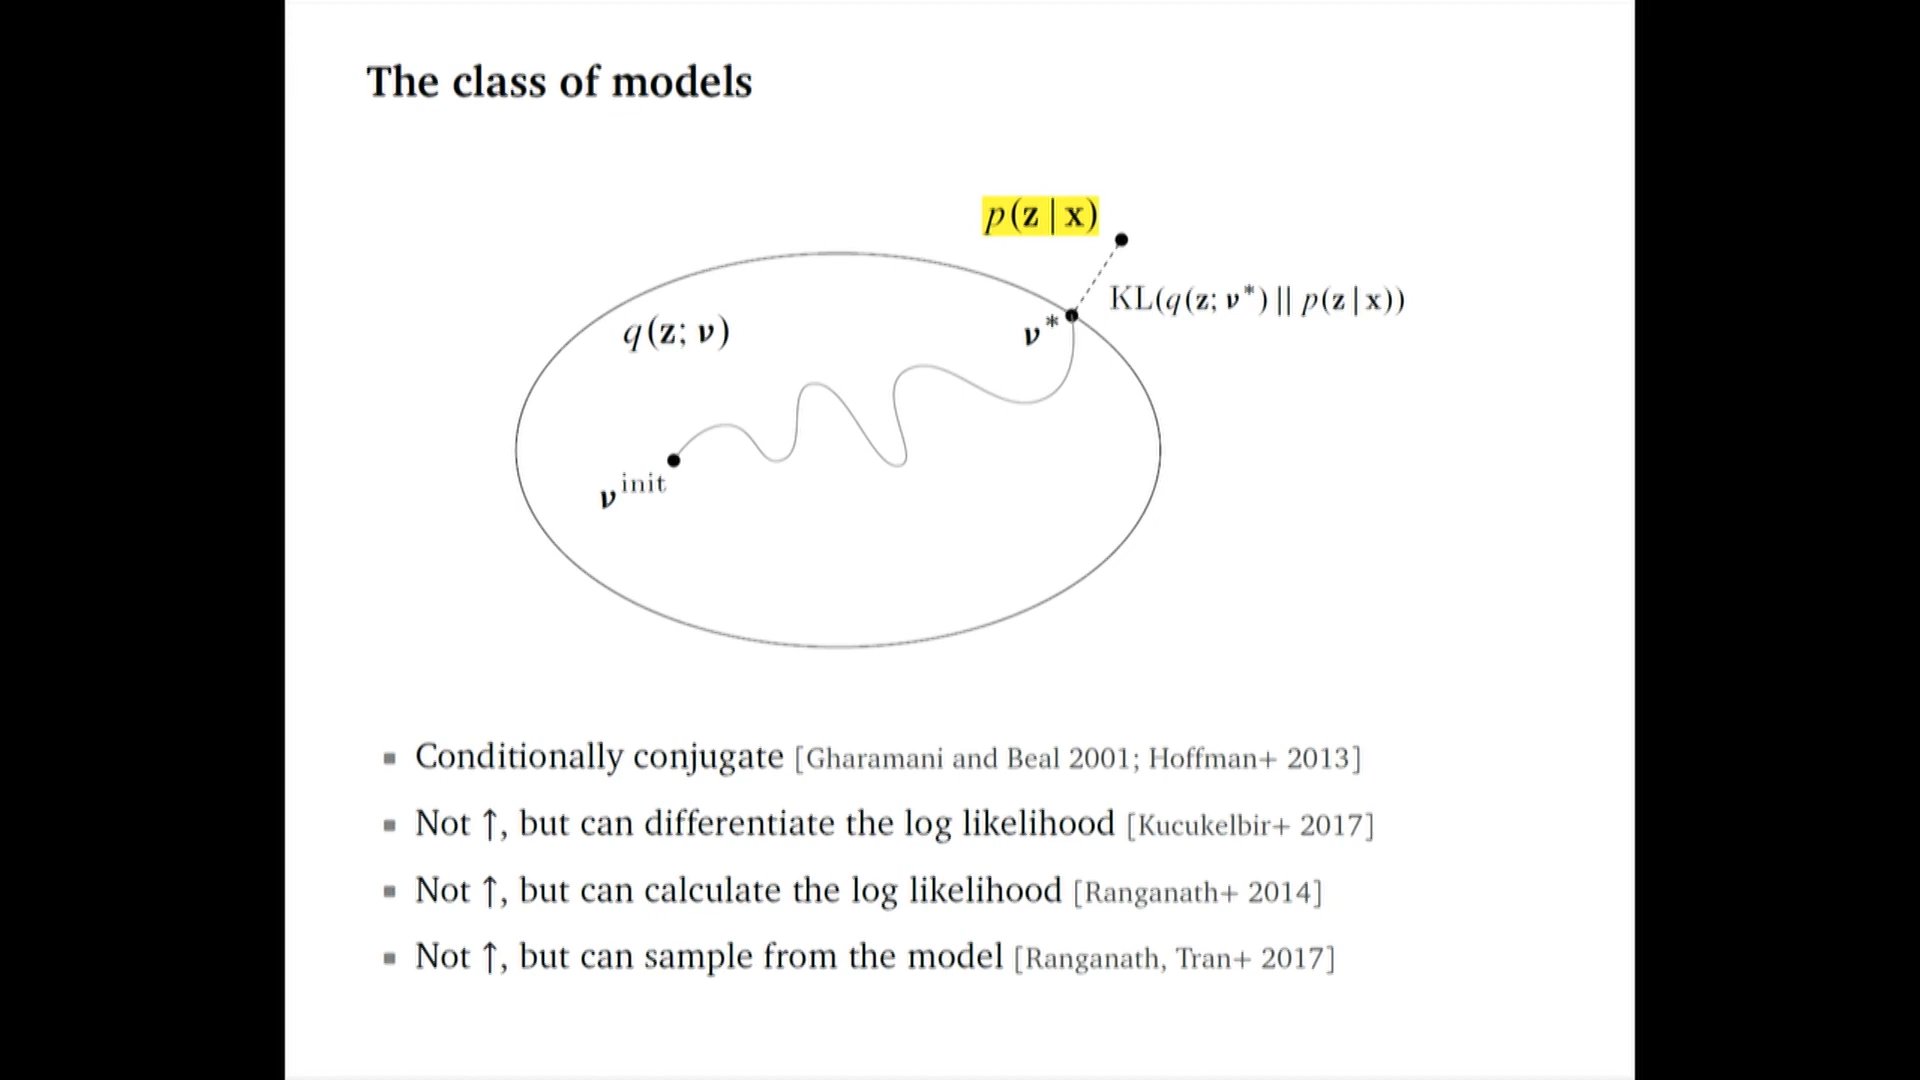 The class of models
p(z | x)
KL(q(z; ν*) || p(z | x))
q(z; ν)
ν*
ν^init
▪ Conditionally conjugate [Gharamani and Beal 2001; Hoffman+ 2013]
▪ Not ↑, but can differentiate the log likelihood [Kucukelbir+ 2017]
▪ Not ↑, but can calculate the log likelihood [Ranganath+ 2014]
▪ Not ↑, but can sample from the model [Ranganath, Tran+ 2017]